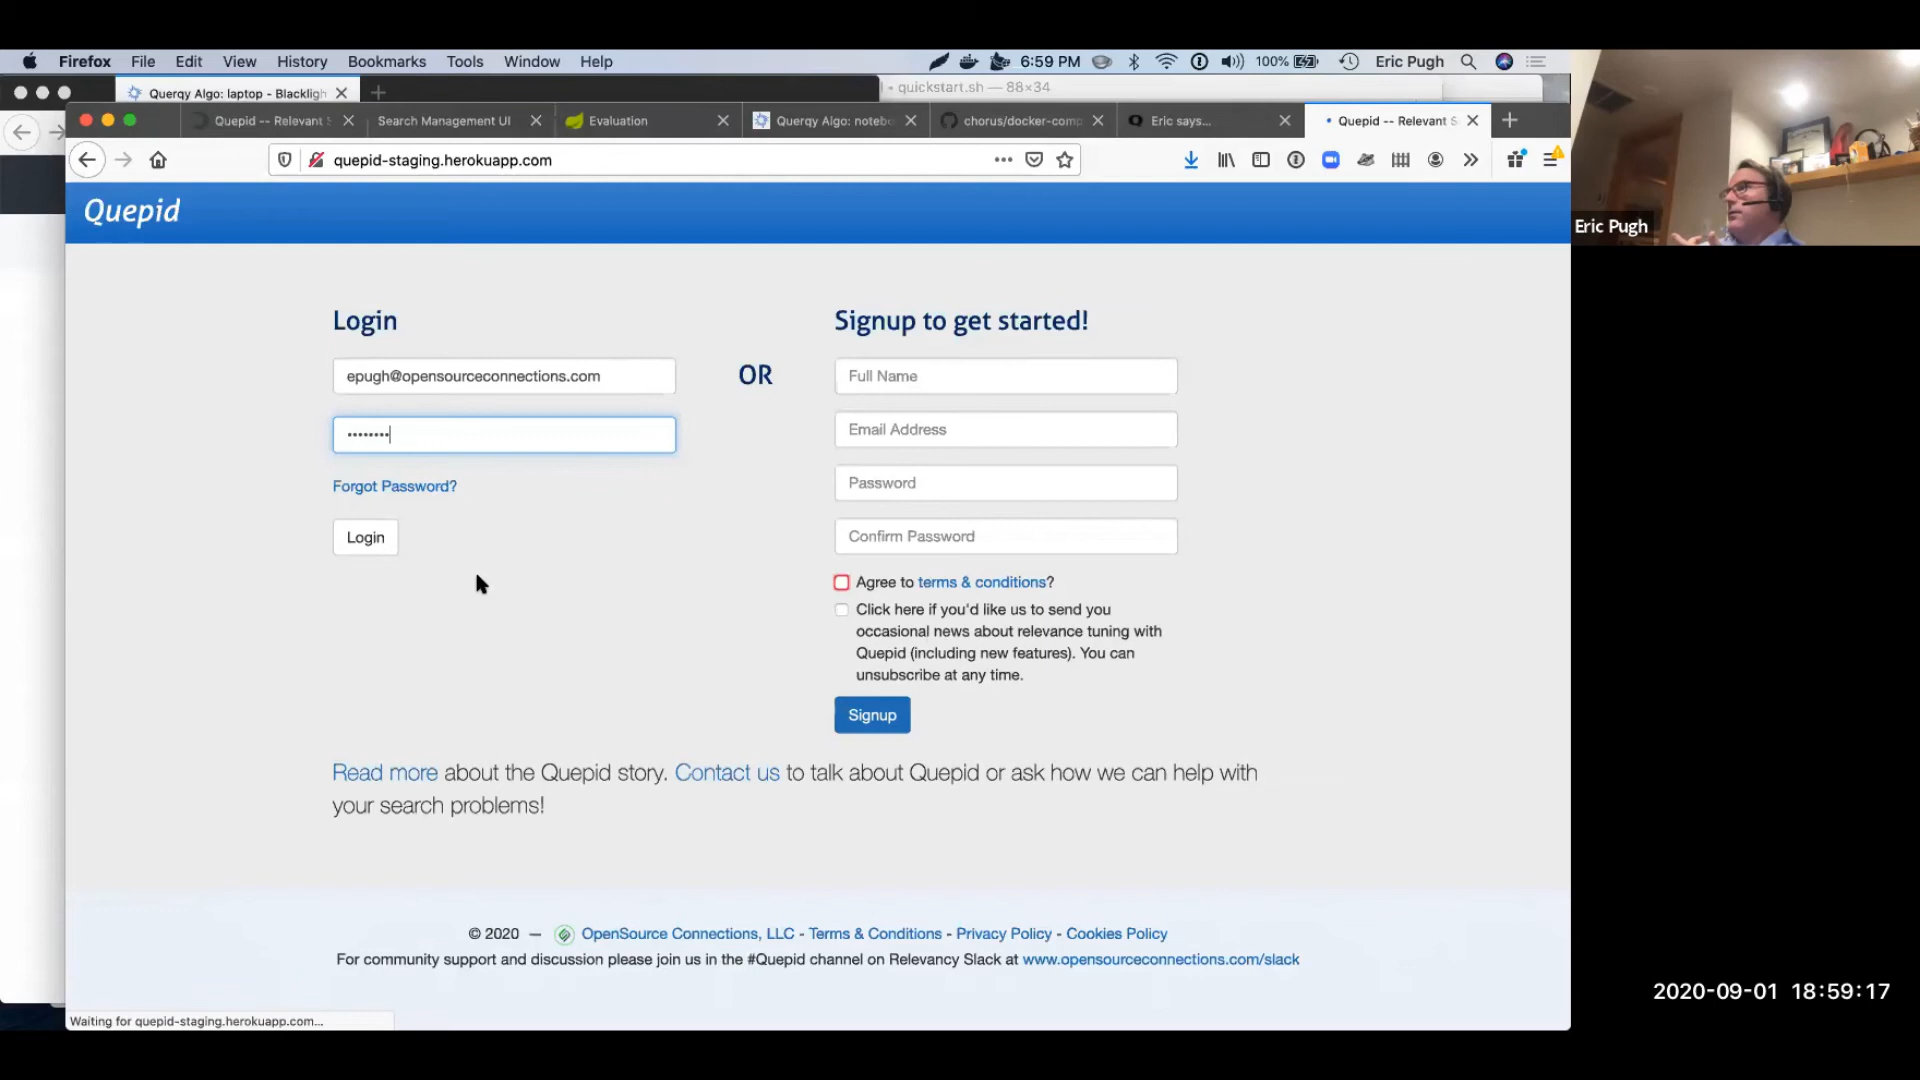 Firefox File Edit View History Bookmarks Tools Window Help 6:59 PM 100% Eric Pugh
Querqy Algo: laptop - Blackligh
quickstart.sh — 88×34
Quepid -- Relevant S Search Management UI Evaluation Querqy Algo: notebo chorus/docker-comp Eric says... Quepid -- Relevant S
quepid-staging.herokuapp.com
Quepid
Eric Pugh
Login
epugh@opensourceconnections.com
••••••••
Forgot Password?
Login
OR
Signup to get started!
Full Name
Email Address
Password
Confirm Password
Agree to terms & conditions?
Click here if you'd like us to send you
occasional news about relevance tuning with
Quepid (including new features). You can
unsubscribe at any time.
Signup
Read more about the Quepid story. Contact us to talk about Quepid or ask how we can help with
your search problems!
© 2020 — OpenSource Connections, LLC - Terms & Conditions - Privacy Policy - Cookies Policy
For community support and discussion please join us in the #Quepid channel on Relevancy Slack at www.opensourceconnections.com/slack
Waiting for quepid-staging.herokuapp.com...
2020-09-01 18:59:17